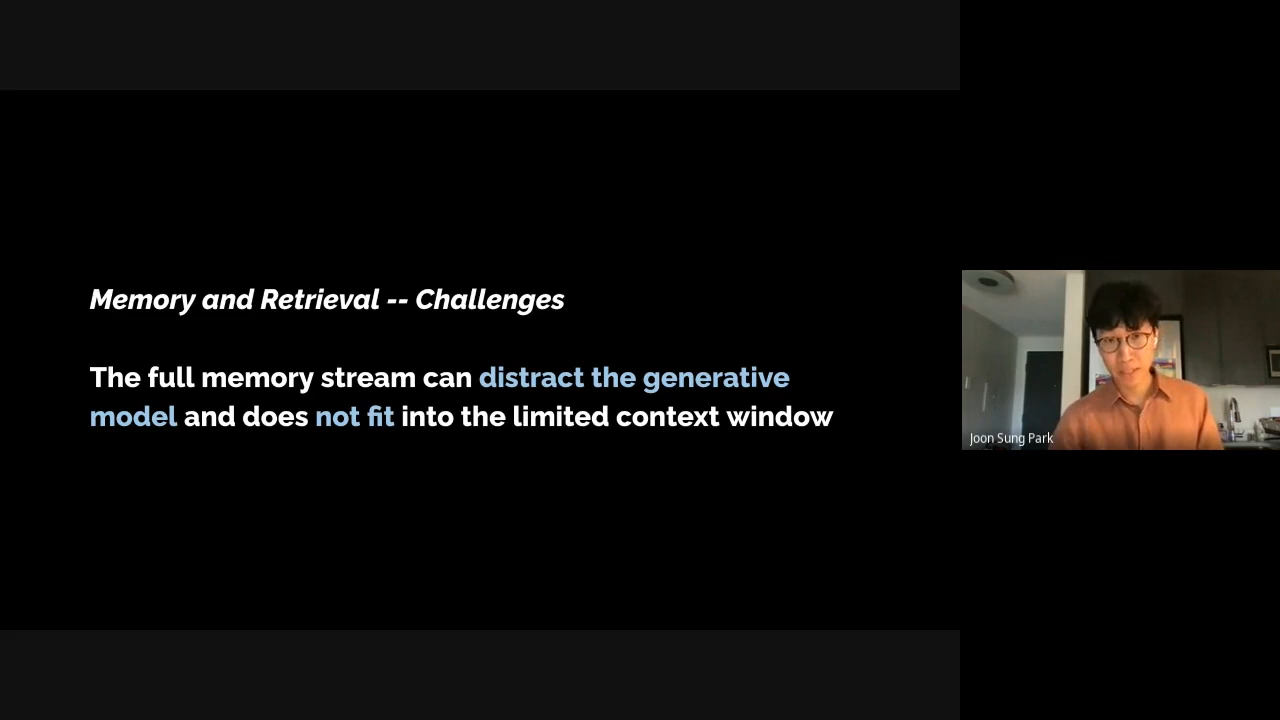 Memory and Retrieval -- Challenges
The full memory stream can distract the generative
model and does not fit into the limited context window
Joon Sung Park